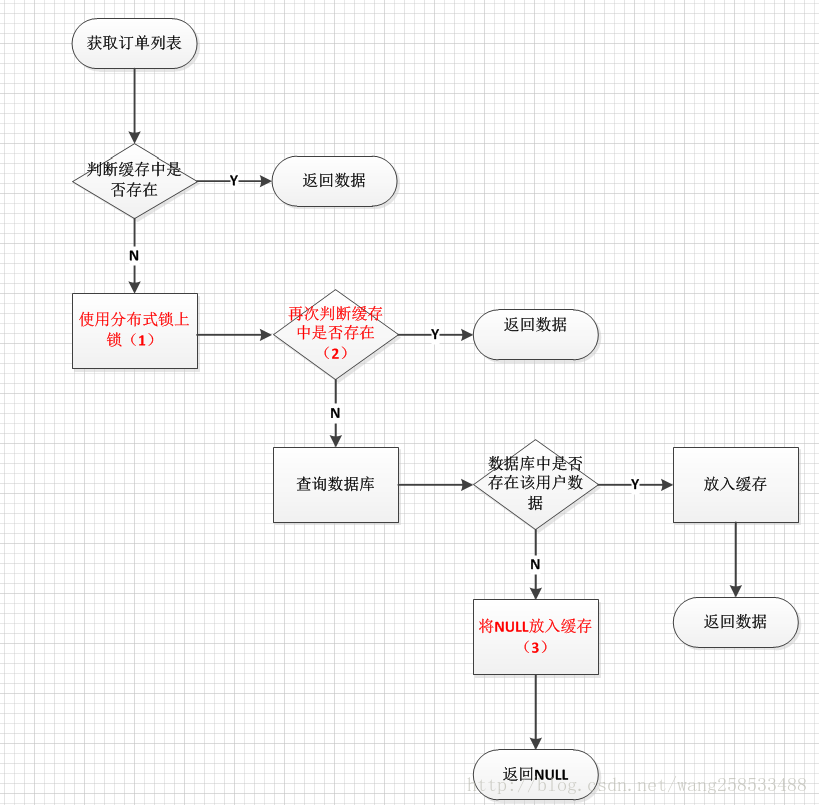 获取订单列表
判断缓存中是
否存在
Y
返回数据
N
使用分布式锁上
锁（1）
再次判断缓存
中是否存在
（2）
Y
返回数据
N
查询数据库
数据库中是否
存在该用户数
据
Y
放入缓存
N
返回数据
将NULL放入缓存
（3）
返回NULL
http://blog.csdn.net/wang258533488